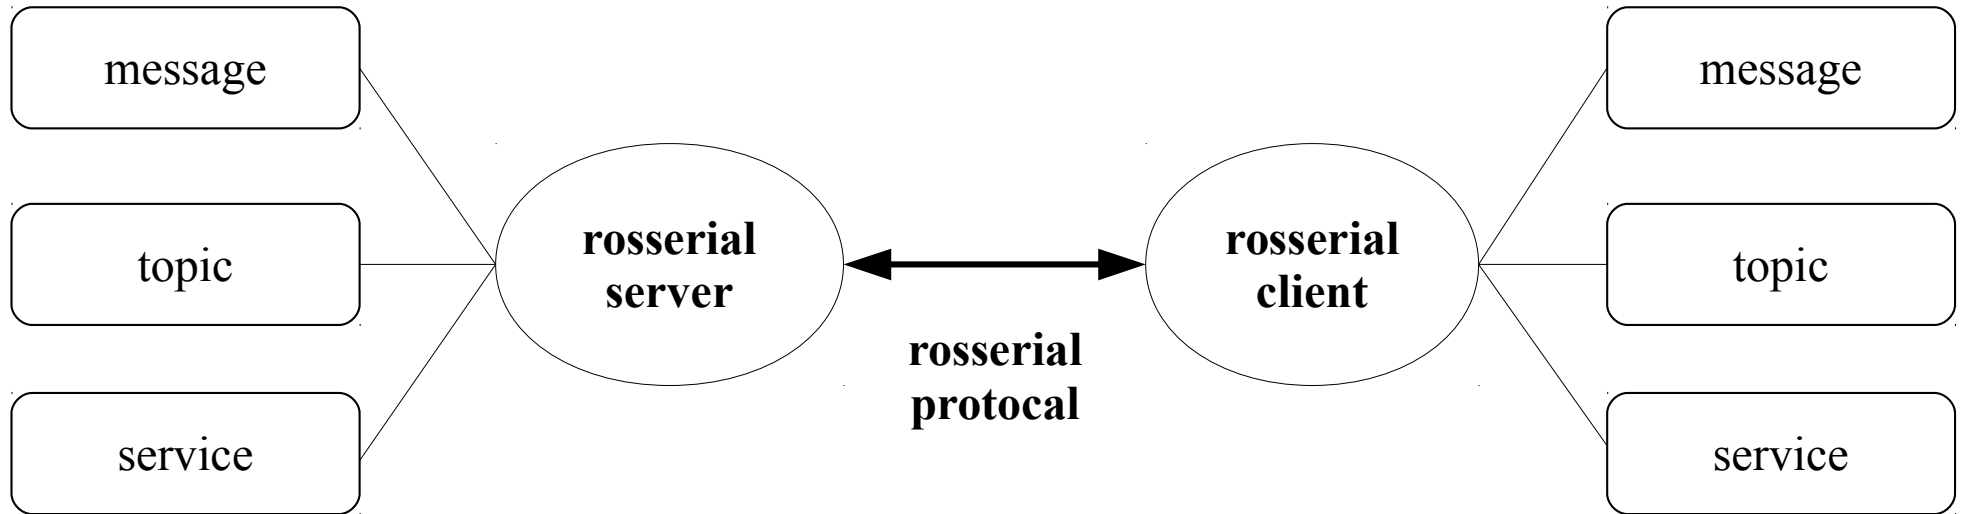 message
topic
service
rosserial
server
rosserial
protocal
rosserial
client
message
topic
service